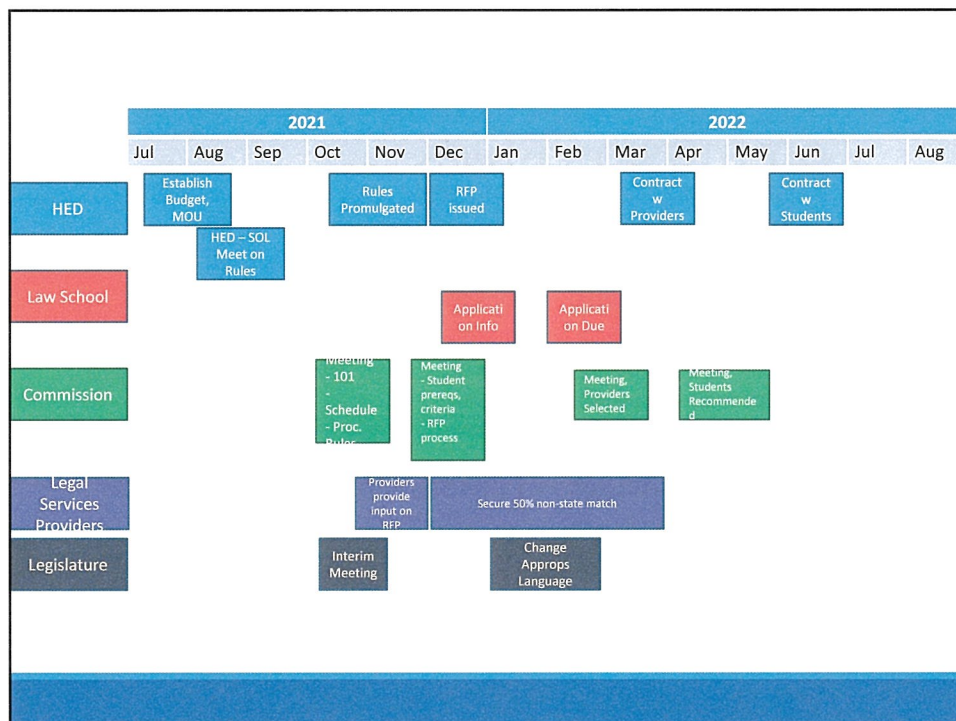 2021
2022
Jul
Aug
Sep
Oct
Nov
Dec
Jan
Feb
Mar
Apr
May
Jun
Jul
Aug
HED
Establish
Budget,
MOU
Rules
Promulgated
RFP
issued
Contract
w
Providers
Contract
w
Students
HED – SOL
Meet on
Rules
Law School
Applicati
on Info
Applicati
on Due
Commission
Meeting
- 101
-
Schedule
- Proc.
Rules
Meeting
- Student
prereqs,
criteria
- RFP
process
Meeting,
Providers
Selected
Meeting,
Students
Recommende
d
Legal
Services
Providers
Providers
provide
input on
RFP
Secure 50% non-state match
Legislature
Interim
Meeting
Change
Approps
Language